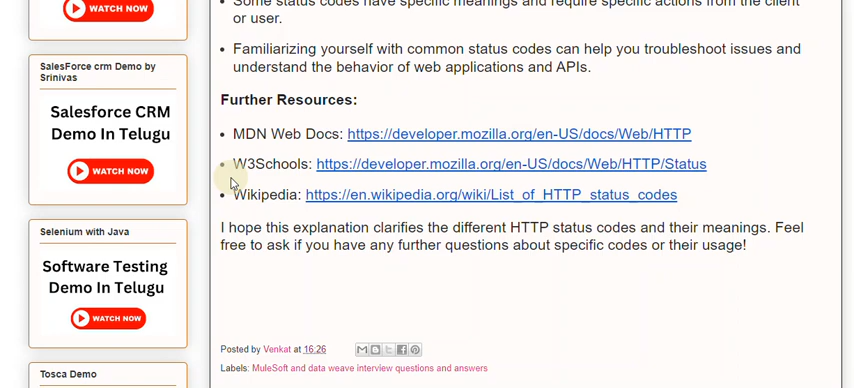 WATCH NOW
SalesForce crm Demo by
Srinivas
Salesforce CRM
Demo In Telugu
WATCH NOW
Selenium with Java
Software Testing
Demo In Telugu
WATCH NOW
Tosca Demo
Some status codes have specific meanings and require specific actions from the client
or user.
• Familiarizing yourself with common status codes can help you troubleshoot issues and
understand the behavior of web applications and APIs.
Further Resources:
• MDN Web Docs: https://developer.mozilla.org/en-US/docs/Web/HTTP
• W3Schools: https://developer.mozilla.org/en-US/docs/Web/HTTP/Status
• Wikipedia: https://en.wikipedia.org/wiki/List_of_HTTP_status_codes
I hope this explanation clarifies the different HTTP status codes and their meanings. Feel
free to ask if you have any further questions about specific codes or their usage!
Posted by Venkat at 16:26
Labels: MuleSoft and data weave interview questions and answers